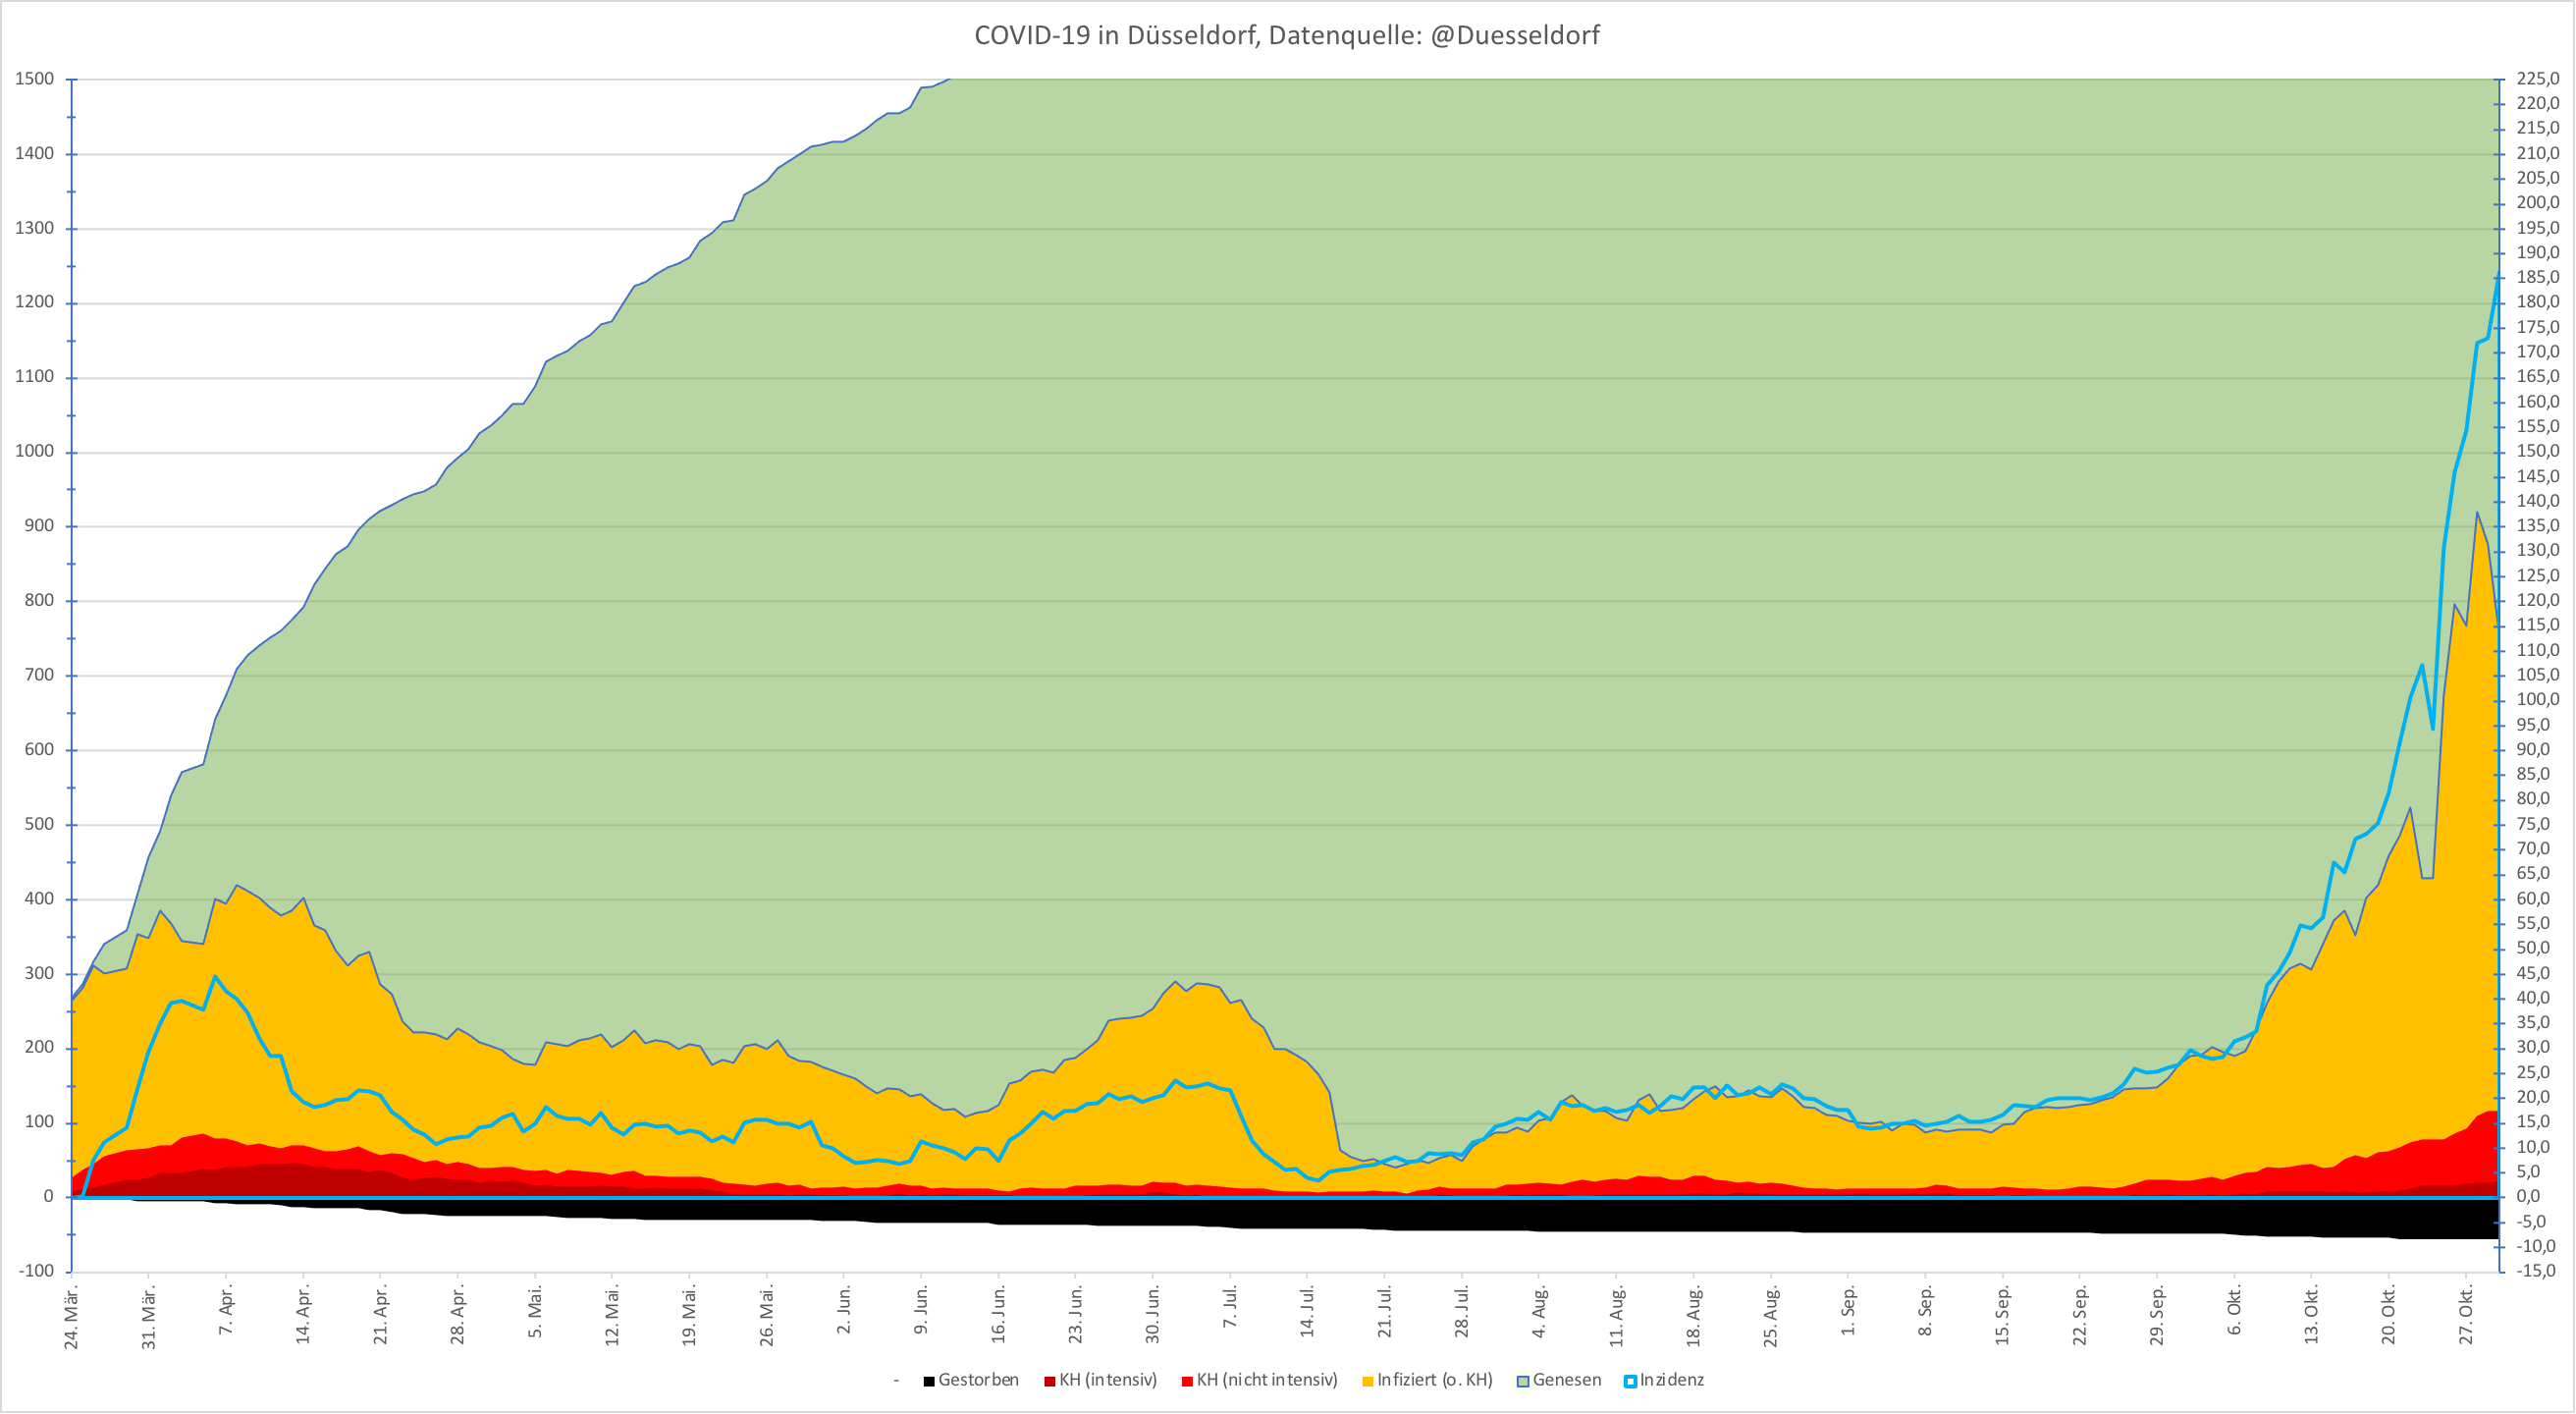 COVID-19 in Düsseldorf, Datenquelle: @Duesseldorf
1500
1400
1300
1200
1100
1000
900
800
700
600
500
400
300
200
100
0
-100
225,0
220,0
215,0
210,0
205,0
200,0
195,0
190,0
185,0
180,0
175,0
170,0
165,0
160,0
155,0
150,0
145,0
140,0
135,0
130,0
125,0
120,0
115,0
110,0
105,0
100,0
95,0
90,0
85,0
80,0
75,0
70,0
65,0
60,0
55,0
50,0
45,0
40,0
35,0
30,0
25,0
20,0
15,0
10,0
5,0
0,0
-5,0
-10,0
-15,0
24. Mär.
31. Mär.
7. Apr.
14. Apr.
21. Apr.
28. Apr.
5. Mai.
12. Mai.
19. Mai.
26. Mai.
2. Jun.
9. Jun.
16. Jun.
23. Jun.
30. Jun.
7. Jul.
14. Jul.
21. Jul.
28. Jul.
4. Aug.
11. Aug.
18. Aug.
25. Aug.
1. Sep.
8. Sep.
15. Sep.
22. Sep.
29. Sep.
6. Okt.
13. Okt.
20. Okt.
27. Okt.
- Gestorben KH (intensiv) KH (nicht intensiv) Infiziert (o. KH) Genesen Inzidenz